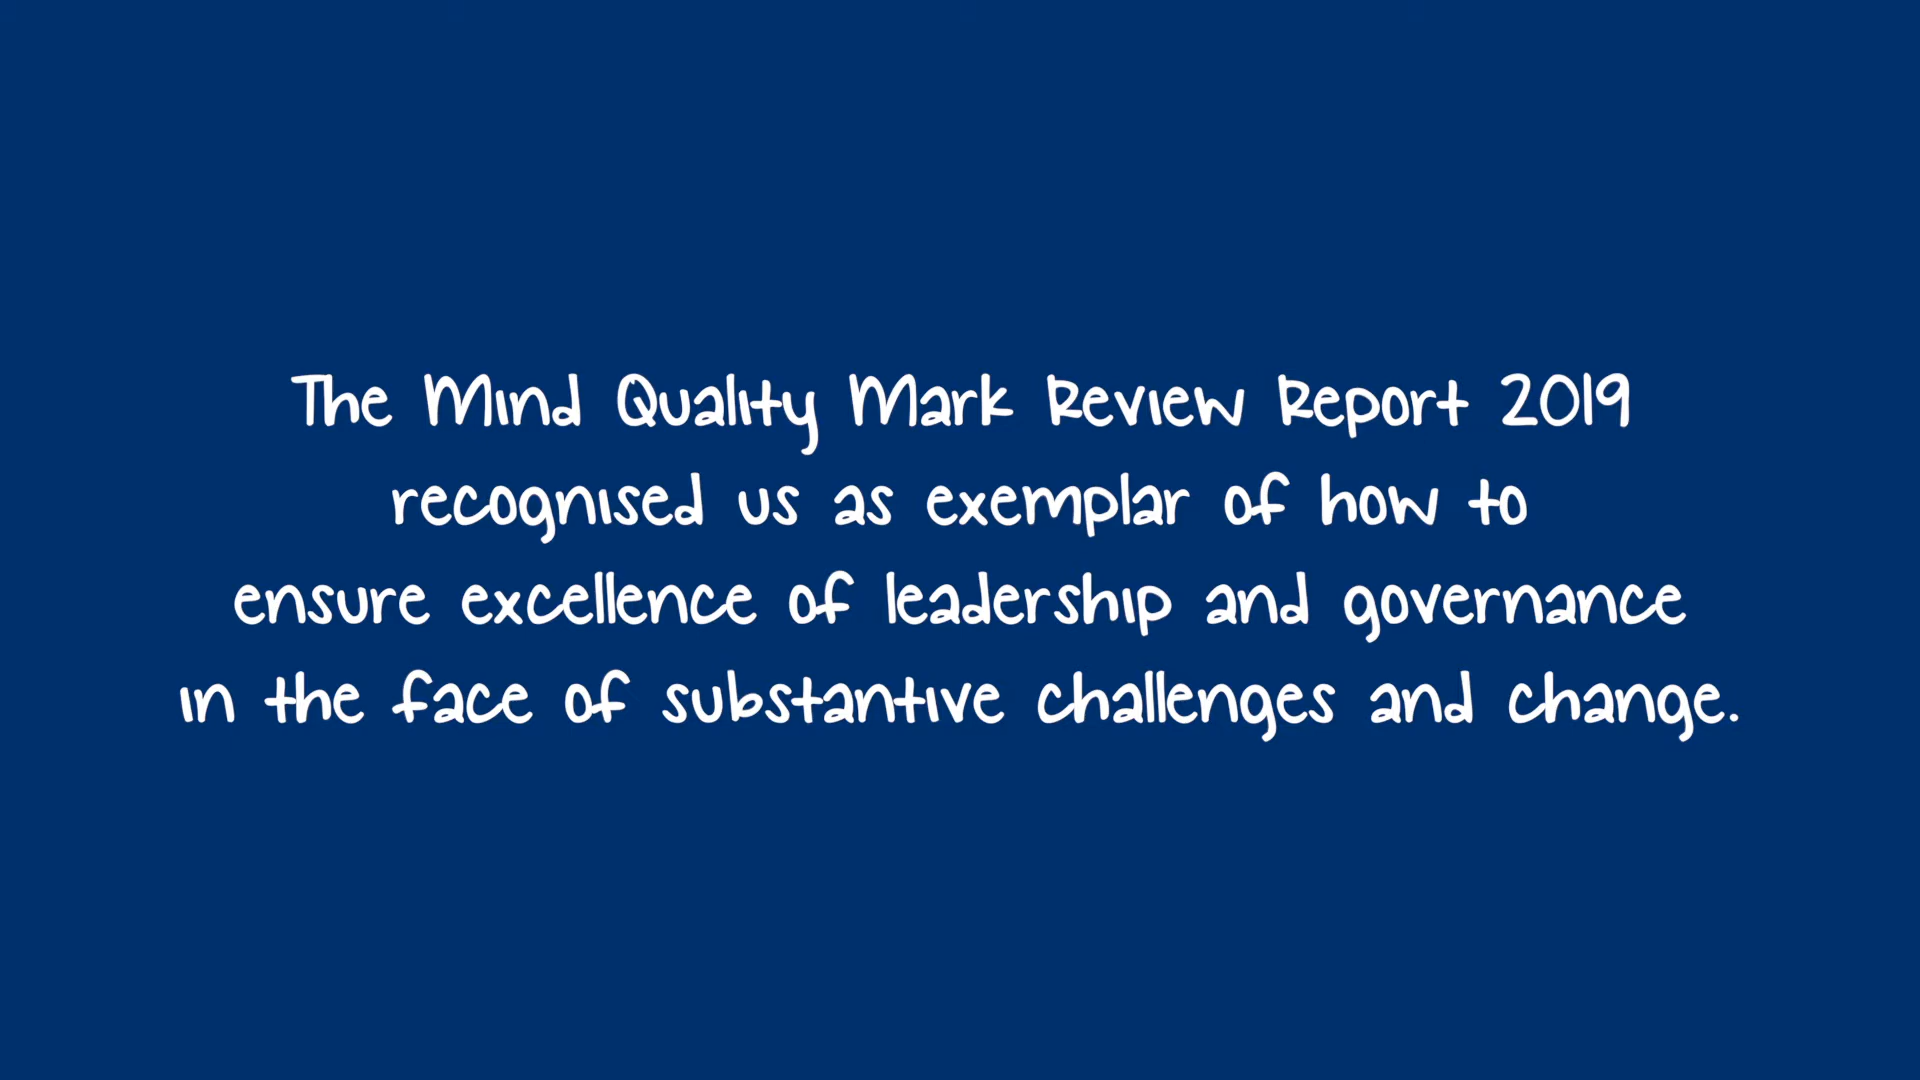 The Mind Quality Mark Review Report 2019
recognised us as exemplar of how to
ensure excellence of leadership and governance
in the face of substantive challenges and change.